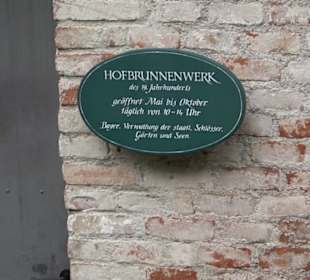 HOFBRUNNENWERK
des 19. Jahrhunderts
geöffnet Mai bis Oktober
täglich von 10-16 Uhr
Bayer. Verwaltung der staatl. Schlösser,
Gärten und Seen